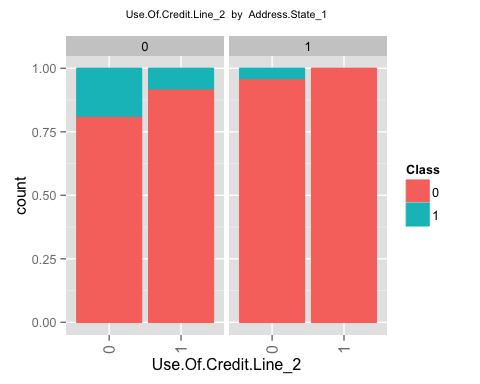 Use.Of.Credit.Line_2 by Address.State_1
0 1
1.00
0.75
0.50
0.25
0.00
count
0 1 0 1
Use.Of.Credit.Line_2
Class
0
1